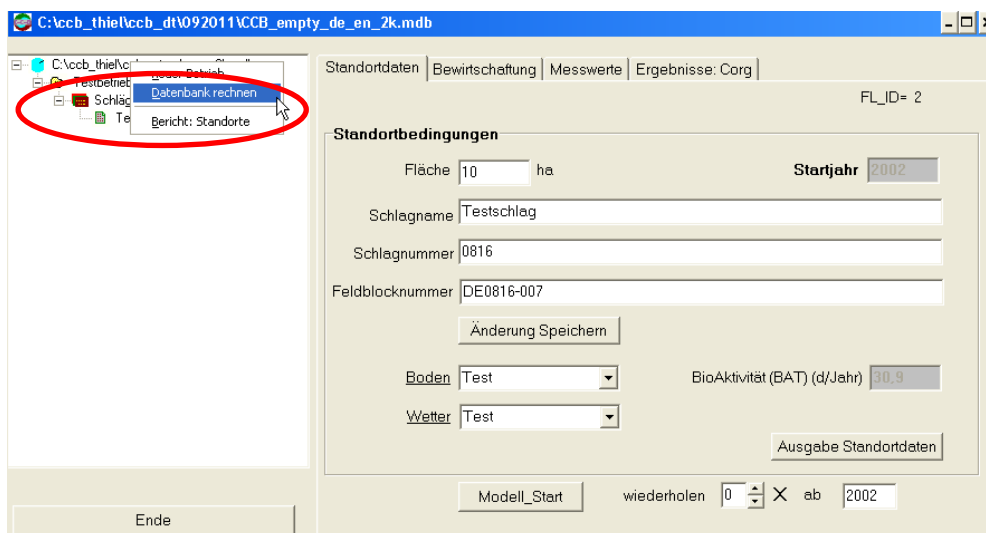 C:\ccb_thiel\ccb_dt\092011\CCB_empty_de_en_2k.mdb
C:\ccb_thiel\c
Neuer Betrieb
Testbetrieb
Datenbank rechnen
Schläg
Te
Bericht: Standorte
Standortdaten Bewirtschaftung Messwerte Ergebnisse: Corg
FL_ID= 2
Standortbedingungen
Fläche 10 ha Startjahr 2002
Schlagname Testschlag
Schlagnummer 0816
Feldblocknummer DE0816-007
Änderung Speichern
Boden Test BioAktivität (BAT) (d/Jahr) 30,9
Wetter Test
Ausgabe Standortdaten
Modell_Start wiederholen 0 X ab 2002
Ende